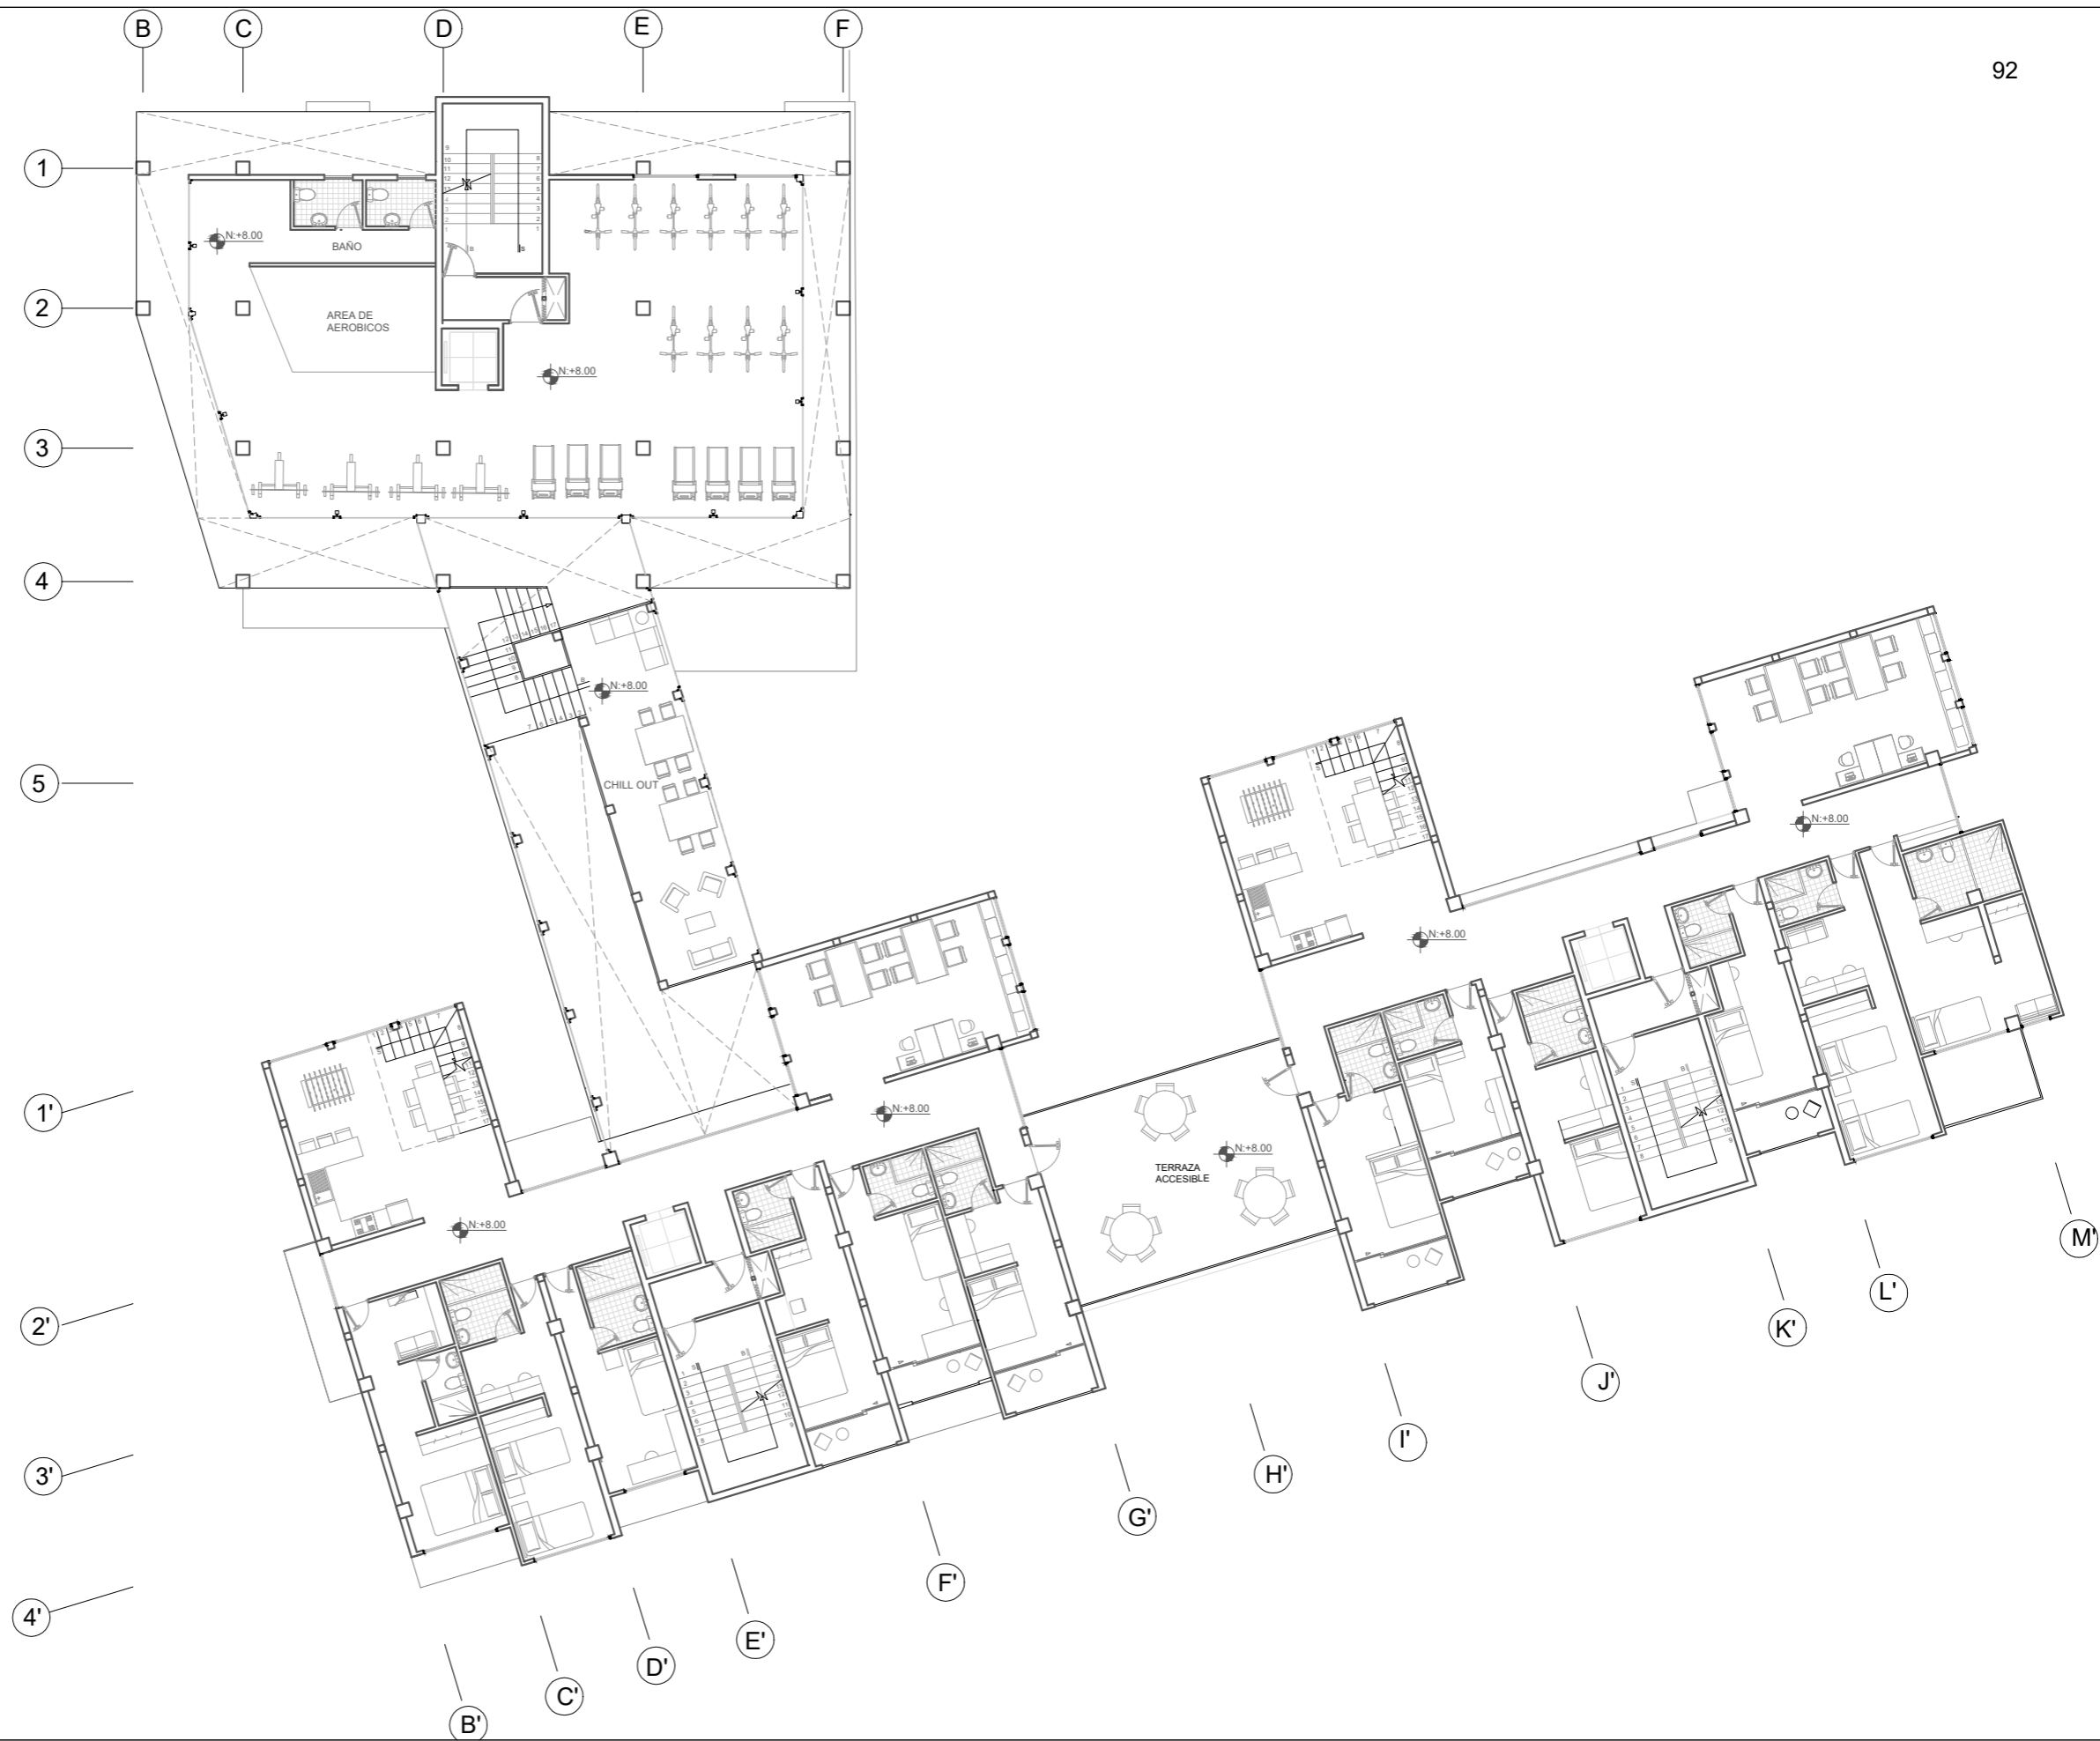 B
C
D
E
F
92
1
N:+8.00
BAÑO
2
AREA DE
AEROBICOS
N:+8.00
3
4
N:+8.00
5
CHILL OUT
N:+8.00
N:+8.00
1'
N:+8.00
N:+8.00
TERRAZA
ACCESIBLE
N:+8.00
M'
L'
2'
K'
J'
I'
3'
H'
G'
F'
4'
E'
D'
C'
B'